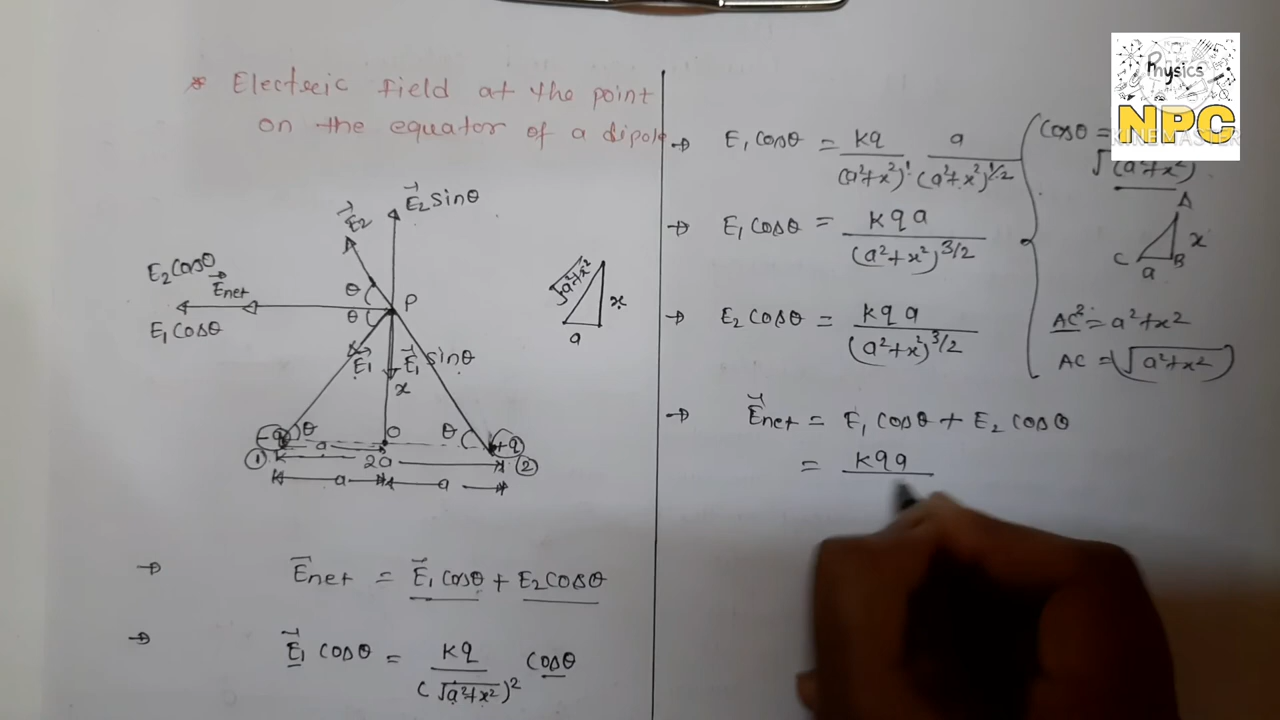 * Electric field at the point
on the equator of a dipole
E₂ sinθ
E₂
E₂ cosθ
Enet
θ
P
θ
E₁ cosθ
E₁
E₁ sinθ
x
√a²+x²
x
a
-q
θ
O
θ
+q
a
①
2a
②
a
a
→ Enet = E₁ cosθ + E₂cosθ
→ E₁ cosθ = kq / (√a²+x²)² cosθ
→ E₁ cosθ = kq / (a²+x²)¹ a / (a²+x²)^1/2
→ E₁ cosθ = kqa / (a²+x²)^3/2
→ E₂ cosθ = kqa / (a²+x²)^3/2
→ Enet = E₁ cosθ + E₂ cosθ
= kqa
cosθ =
√(a²+x²)
A
x
C
B
a
AC² = a²+x²
AC = √a²+x²
Physics
NPC
KINEMASTER